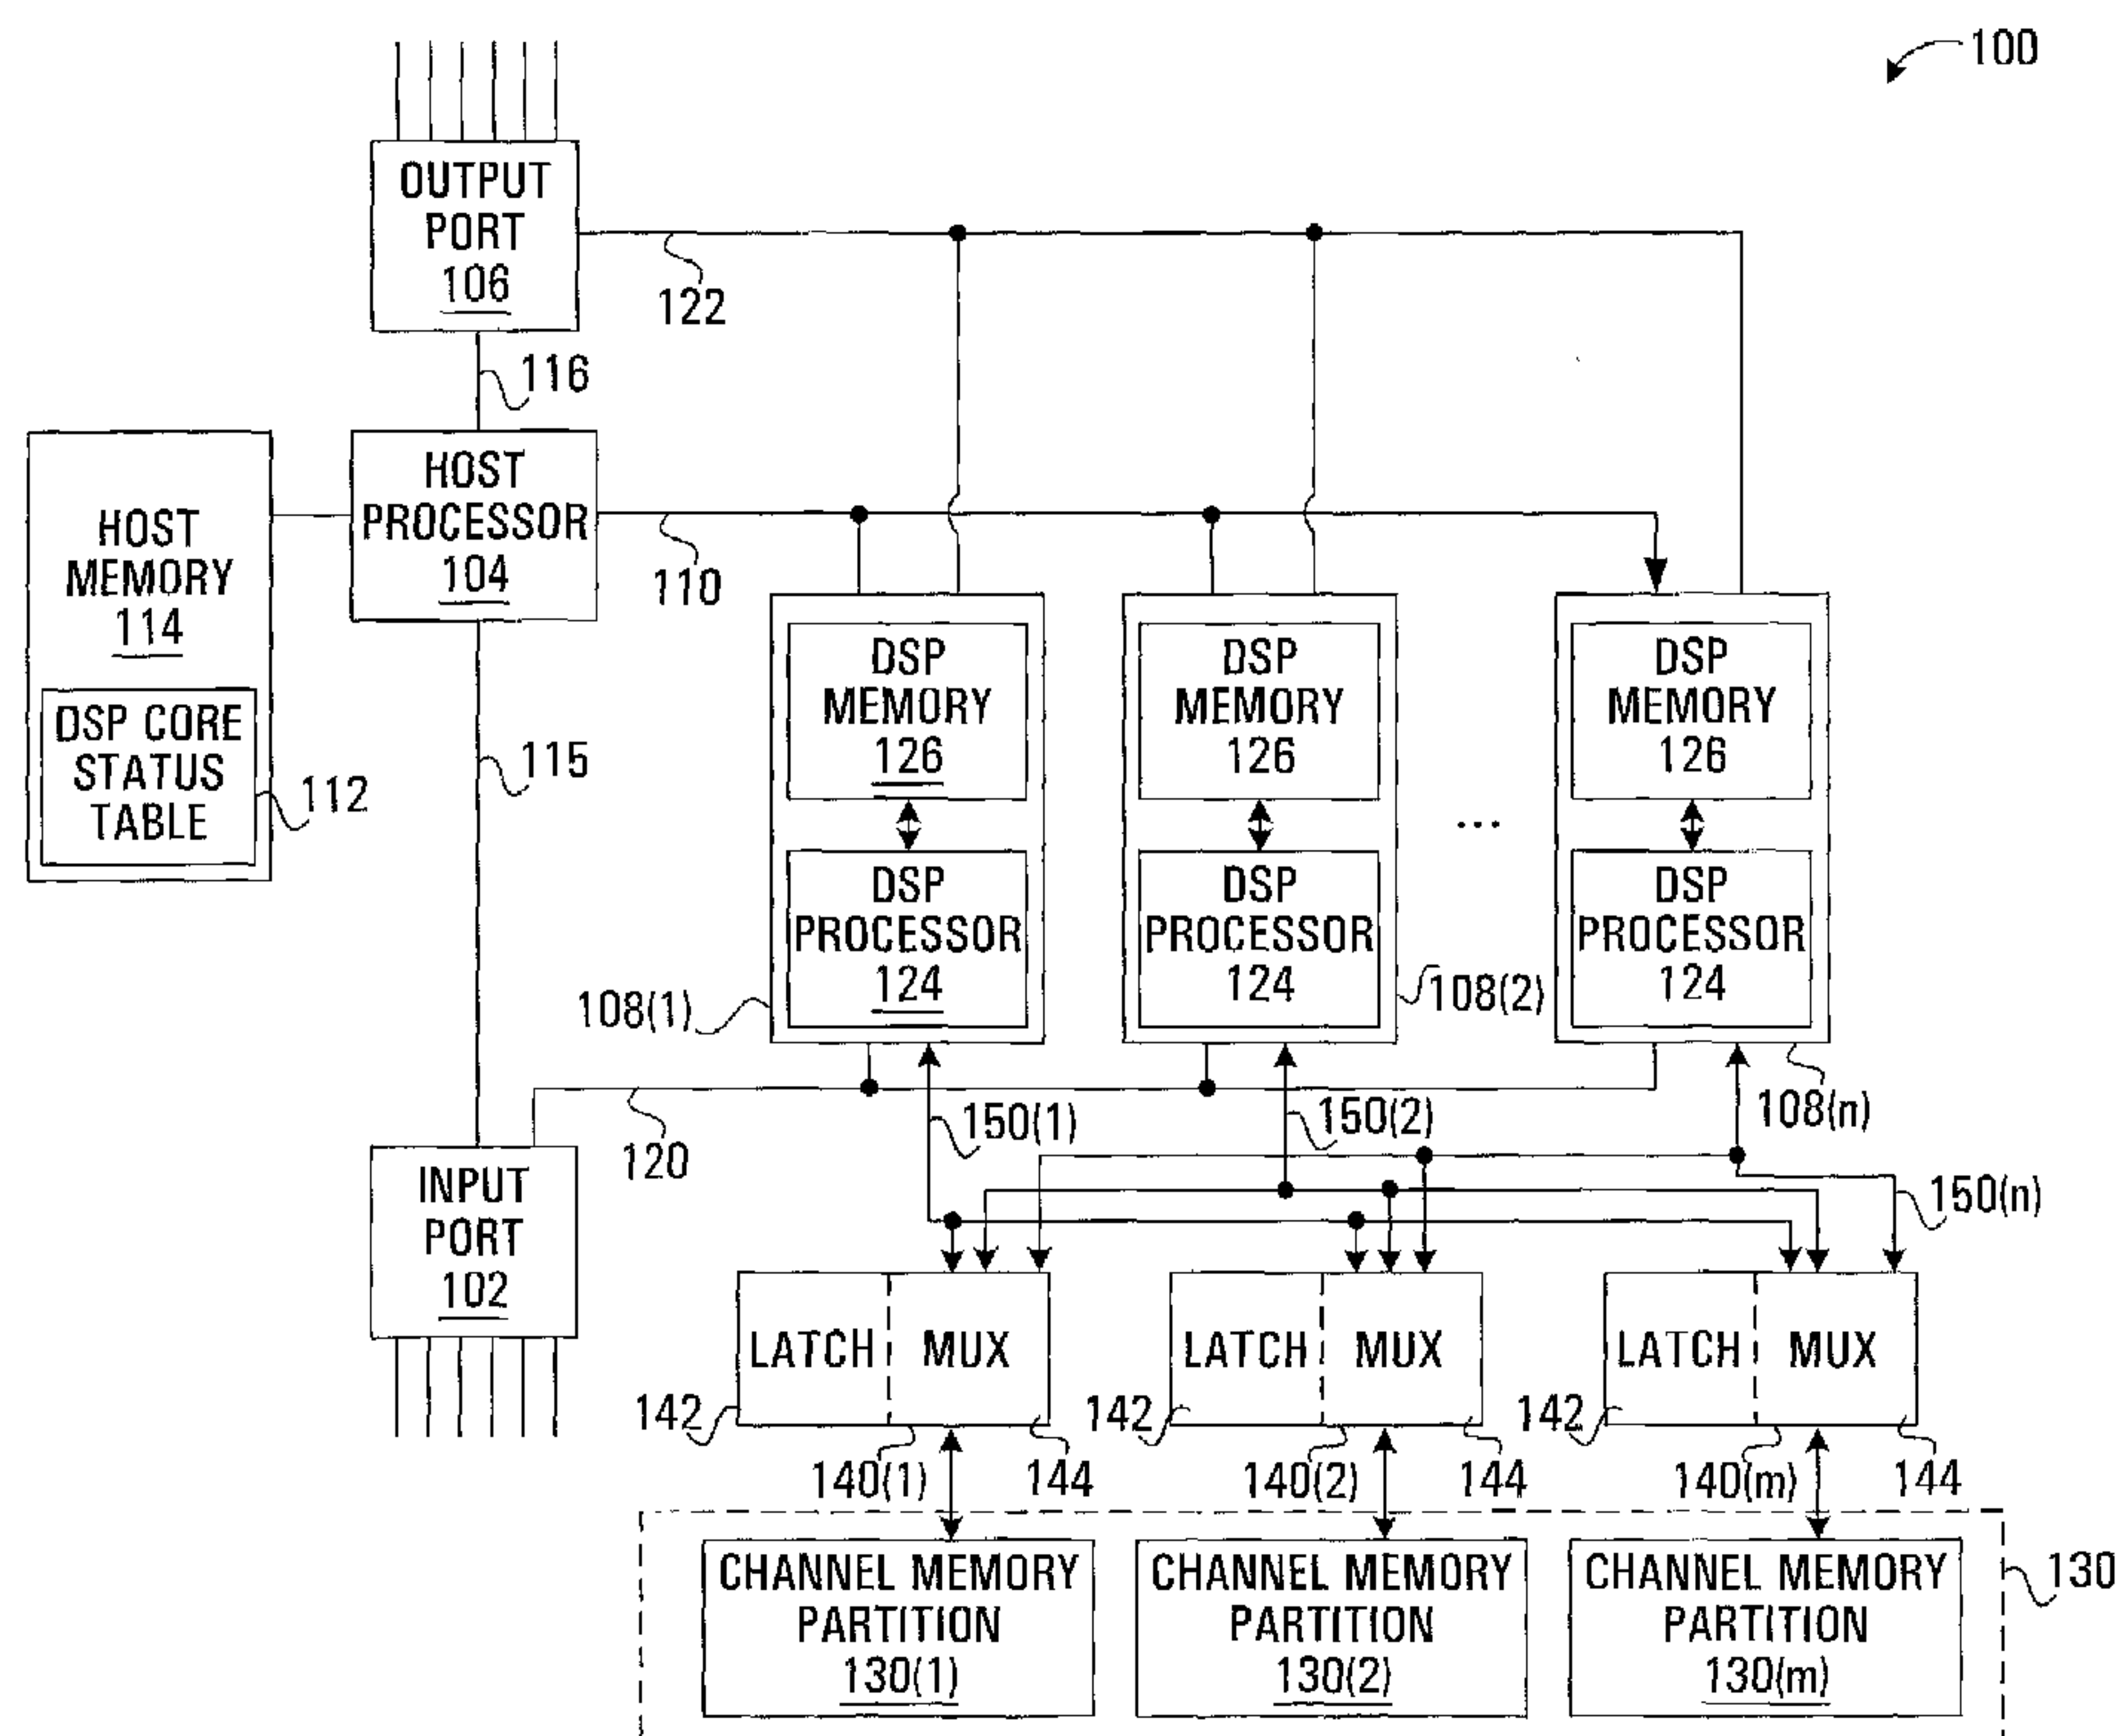 100
OUTPUT
PORT
106
122
116
HOST
PROCESSOR
104
110
HOST
MEMORY
114
DSP CORE
STATUS
TABLE
112
115
DSP
MEMORY
126
DSP
PROCESSOR
124
108(1)
DSP
MEMORY
126
DSP
PROCESSOR
124
108(2)
...
DSP
MEMORY
126
DSP
PROCESSOR
124
108(n)
120
150(1)
150(2)
150(n)
INPUT
PORT
102
LATCH
MUX
142
140(1)
144
LATCH
MUX
142
140(2)
144
LATCH
MUX
142
140(m)
144
CHANNEL MEMORY
PARTITION
130(1)
CHANNEL MEMORY
PARTITION
130(2)
CHANNEL MEMORY
PARTITION
130(m)
130